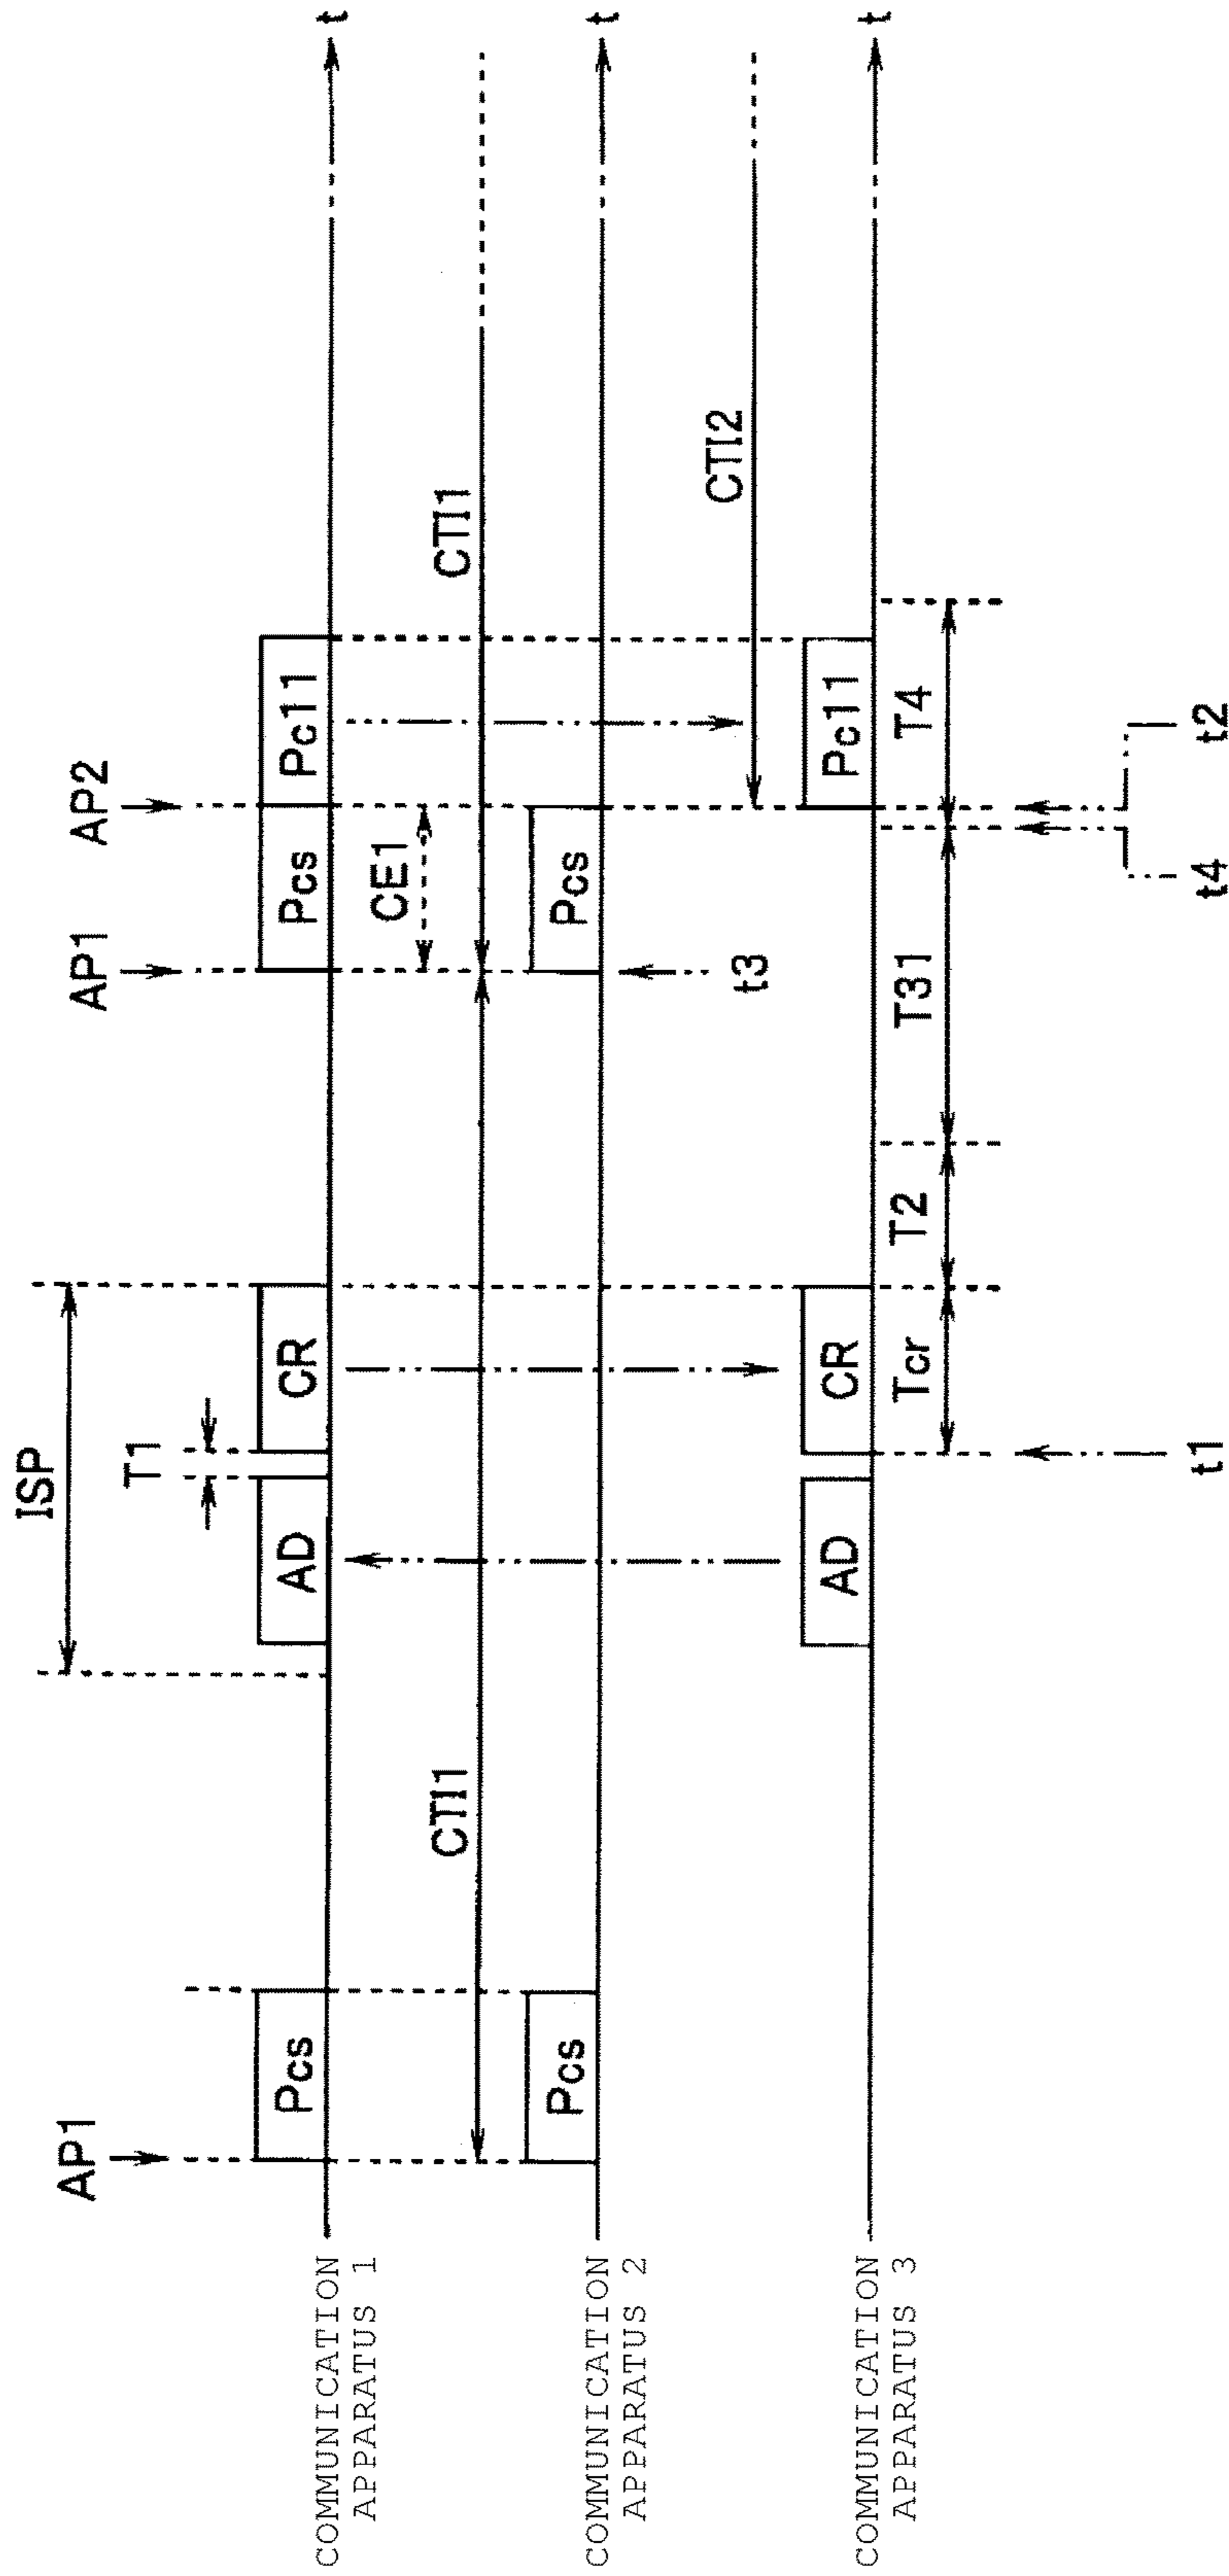 ISP
AP1
T1
AP1
AP2
Pcs
AD
CR
Pcs
Pc11
t
COMMUNICATION
APPARATUS 1
CE1
CTI1
CTI1
Pcs
Pcs
t
COMMUNICATION
APPARATUS 2
t3
CTI2
AD
CR
Pc11
t
COMMUNICATION
APPARATUS 3
Tcr
T2
T31
T4
t1
t4
t2